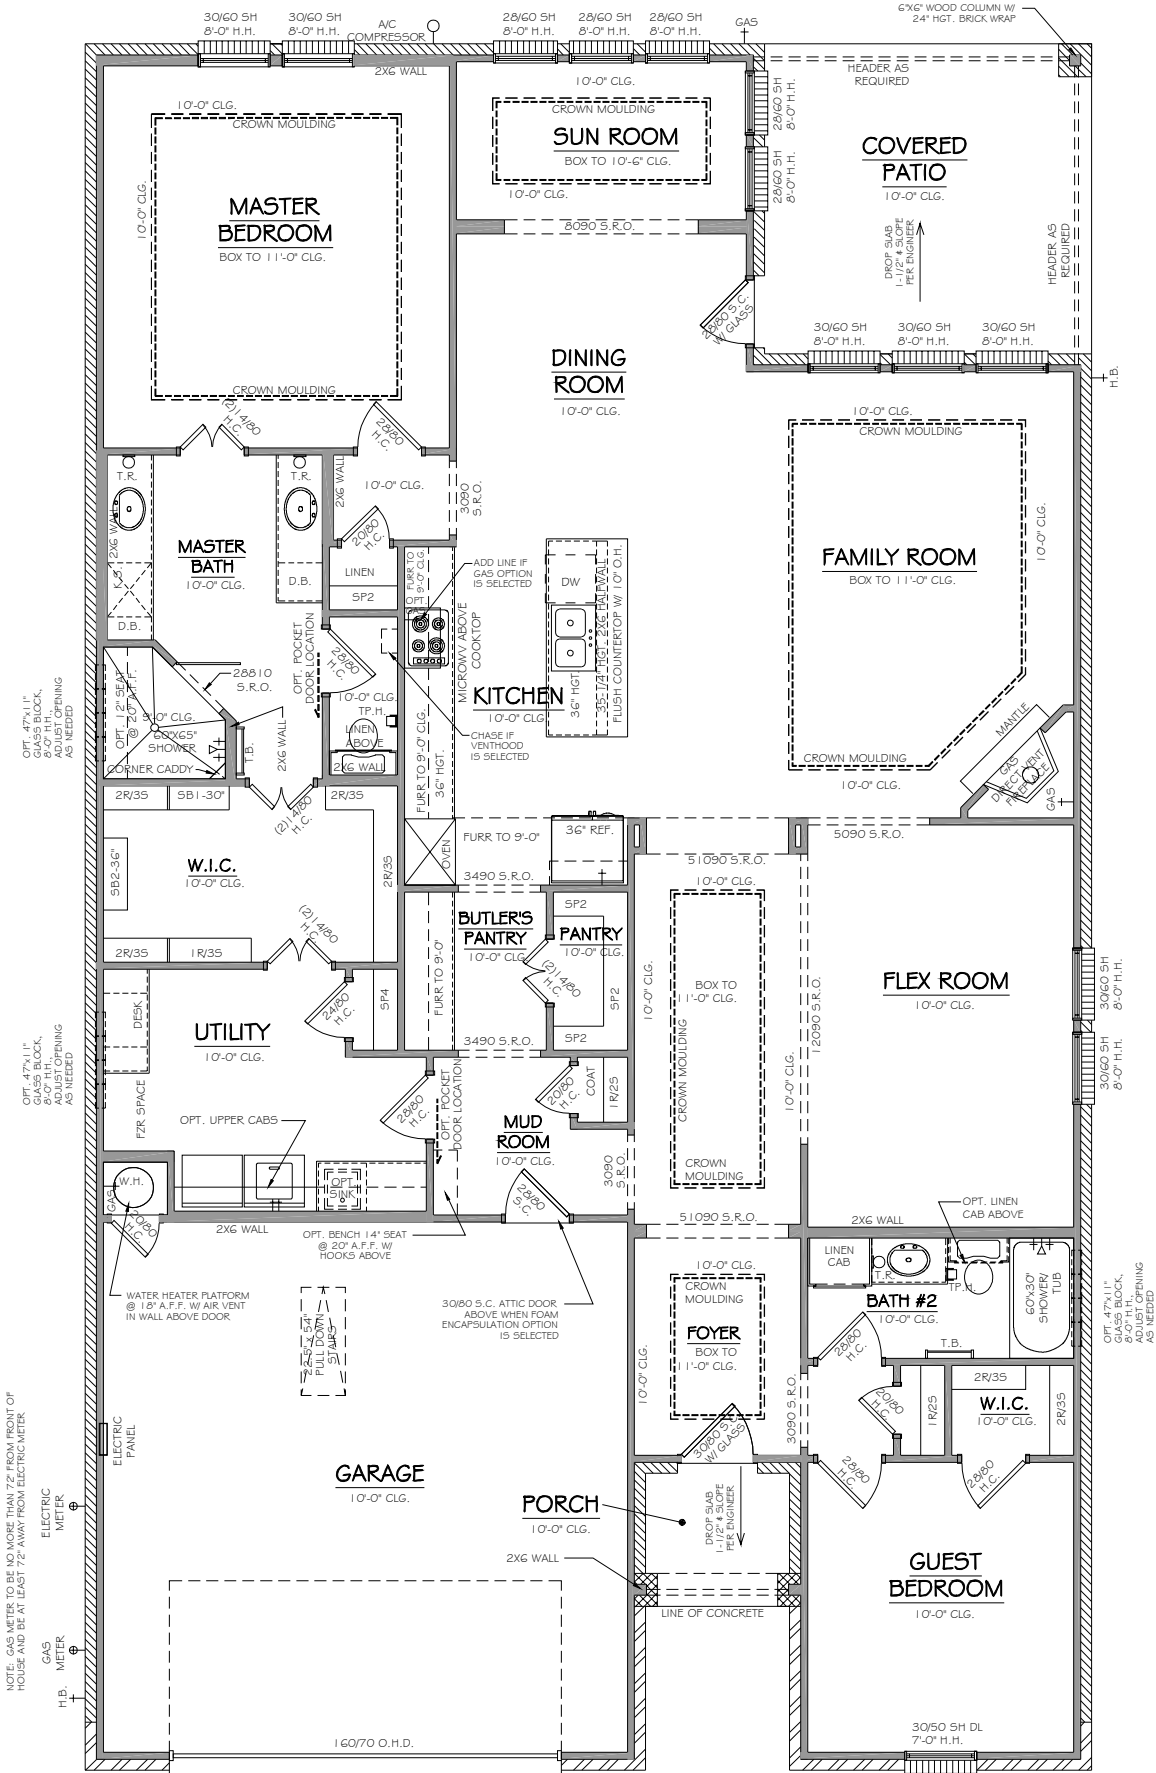 30/60 SH
8'-0" H.H.
30/60 SH
8'-0" H.H.
A/C
COMPRESSOR
28/60 SH
8'-0" H.H.
28/60 SH
8'-0" H.H.
28/60 SH
8'-0" H.H.
GAS
6"X6" WOOD COLUMN W/
24" HGT. BRICK WRAP
2X6 WALL
10'-0" CLG.
CROWN MOULDING
10'-0" CLG.
MASTER
BEDROOM
BOX TO 11'-0" CLG.
CROWN MOULDING
10'-0" CLG.
CROWN MOULDING
SUN ROOM
BOX TO 10'-6" CLG.
10'-0" CLG.
8090 S.R.O.
28/60 SH
8'-0" H.H.
28/60 SH
8'-0" H.H.
HEADER AS
REQUIRED
COVERED
PATIO
10'-0" CLG.
DROP SLAB
1-1/2" & SLOPE
PER ENGINEER
HEADER AS
REQUIRED
28/80 S.C.
W/ GLASS
30/60 SH
8'-0" H.H.
30/60 SH
8'-0" H.H.
30/60 SH
8'-0" H.H.
H.B.
DINING
ROOM
10'-0" CLG.
(2)14/80
H.C.
28/80
H.C.
10'-0" CLG.
CROWN MOULDING
10'-0" CLG.
FAMILY ROOM
BOX TO 11'-0" CLG.
CROWN MOULDING
10'-0" CLG.
MANTLE
GAS
DIRECT VENT
FIREPLACE
GAS
T.R.
2X6 WALL
K.S.
D.B.
MASTER
BATH
10'-0" CLG.
T.R.
D.B.
2X6 WALL
10'-0" CLG.
3090
S.R.O.
20/80
H.C.
LINEN
SP2
FURR TO
9'-0" CLG.
OPT.
GAS
ADD LINE IF
GAS OPTION
IS SELECTED
MICROWV ABOVE
COOKTOP
DW
36" HGT.
35-1/4" HGT. 2X6 HALFWALL
FLUSH COUNTERTOP W/ 10" O.H.
KITCHEN
10'-0" CLG.
CHASE IF
VENTHOOD
IS SELECTED
FURR TO 9'-0" CLG.
36" HGT.
OPT. POCKET
DOOR LOCATION
28/80
H.C.
10'-0" CLG.
TP.H.
LINEN
ABOVE
2X6 WALL
28810
S.R.O.
OPT. 12" SEAT
@ 20" A.F.F.
9'-0" CLG.
60"X65"
SHOWER
CORNER CADDY
T.B.
2X6 WALL
OPT. 47"x11"
GLASS BLOCK,
8'-0" H.H.,
ADJUST OPENING
AS NEEDED
2R/3S
SB1-30"
(2)14/80
H.C.
2R/3S
SB2-36"
W.I.C.
10'-0" CLG.
2R/3S
2R/3S
1R/3S
(2)14/80
H.C.
OVEN
FURR TO 9'-0"
36" REF.
3490 S.R.O.
BUTLER'S
PANTRY
10'-0" CLG.
FURR TO 9'-0"
SP2
PANTRY
10'-0" CLG.
(2)14/80
H.C.
SP2
SP2
3490 S.R.O.
51090 S.R.O.
10'-0" CLG.
BOX TO
11'-0" CLG.
10'-0" CLG.
CROWN MOULDING
10'-0" CLG.
CROWN
MOULDING
12090 S.R.O.
5090 S.R.O.
FLEX ROOM
10'-0" CLG.
30/60 SH
8'-0" H.H.
30/60 SH
8'-0" H.H.
DESK
UTILITY
10'-0" CLG.
24/80
H.C.
SP4
OPT. 47"x11"
GLASS BLOCK,
8'-0" H.H.,
ADJUST OPENING
AS NEEDED
FZR SPACE
OPT. UPPER CABS
28/80
H.C.
OPT. POCKET
DOOR LOCATION
20/80
H.C.
COAT
1R/2S
MUD
ROOM
10'-0" CLG.
3090
S.R.O.
28/80
S.C.
W.H.
GAS
20/80
H.C.
OPT.
SINK
2X6 WALL
OPT. BENCH 14" SEAT
@ 20" A.F.F. W/
HOOKS ABOVE
51090 S.R.O.
2X6 WALL
OPT. LINEN
CAB ABOVE
WATER HEATER PLATFORM
@ 18" A.F.F. W/ AIR VENT
IN WALL ABOVE DOOR
22.5" x 54"
PULL DOWN
STAIRS
30/80 S.C. ATTIC DOOR
ABOVE WHEN FOAM
ENCAPSULATION OPTION
IS SELECTED
10'-0" CLG.
CROWN
MOULDING
FOYER
BOX TO
11'-0" CLG.
10'-0" CLG.
30/80 S.C.
W/ GLASS
3090 S.R.O.
LINEN
CAB
T.R.
TP.H.
60"x30"
SHOWER/
TUB
BATH #2
10'-0" CLG.
T.B.
28/80
H.C.
OPT. 47"x11"
GLASS BLOCK,
8'-0" H.H.,
ADJUST OPENING
AS NEEDED
20/80
H.C.
1R/2S
2R/3S
W.I.C.
10'-0" CLG.
2R/3S
28/80
H.C.
28/80
H.C.
ELECTRIC
PANEL
ELECTRIC
METER
GAS
METER
H.B.
NOTE: GAS METER TO BE NO MORE THAN 72" FROM FRONT OF
HOUSE AND BE AT LEAST 72" AWAY FROM ELECTRIC METER
GARAGE
10'-0" CLG.
PORCH
10'-0" CLG.
DROP SLAB
1-1/2" & SLOPE
PER ENGINEER
2X6 WALL
LINE OF CONCRETE
GUEST
BEDROOM
10'-0" CLG.
160/70 O.H.D.
30/50 SH DL
7'-0" H.H.